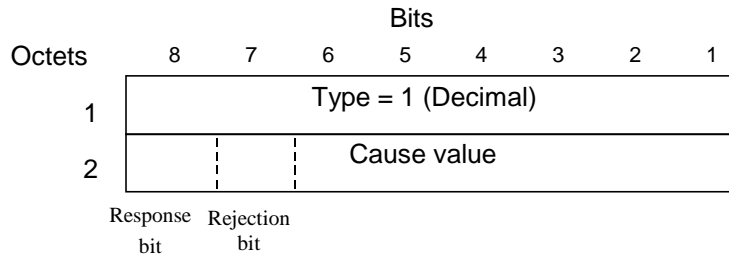 Bits
Octets 8 7 6 5 4 3 2 1
1 Type = 1 (Decimal)
2 Cause value
Response Rejection
bit bit